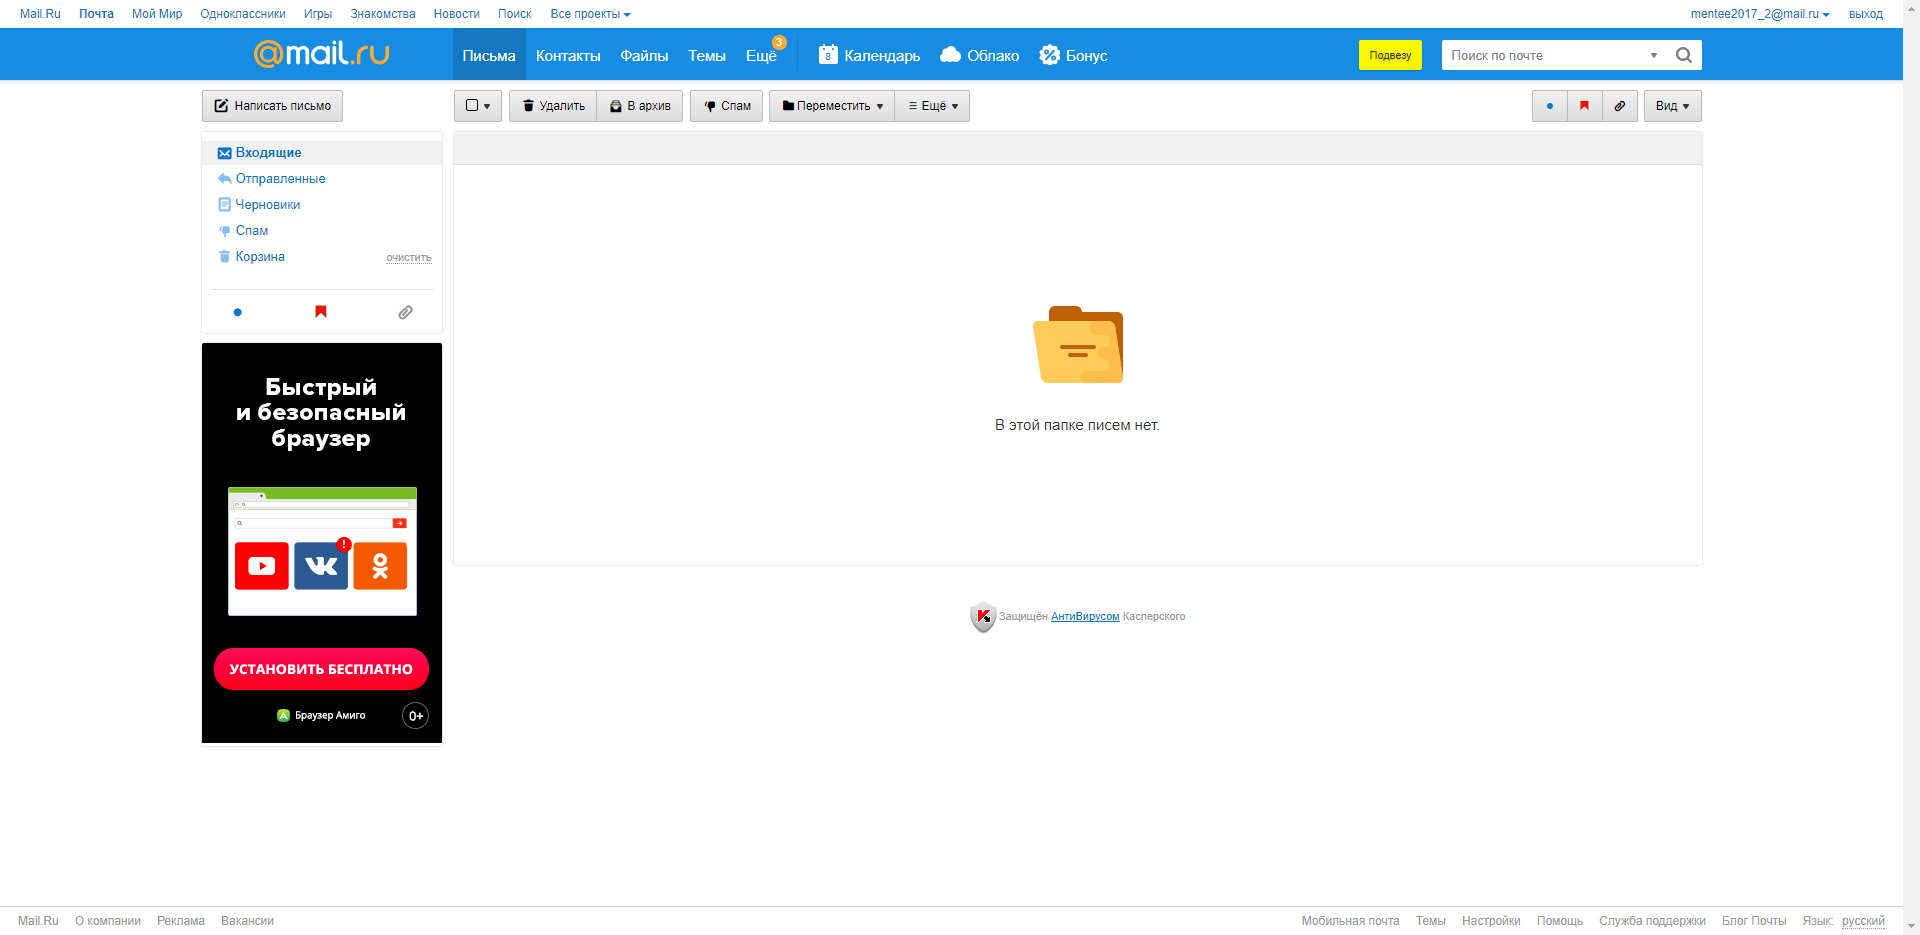 Mail.Ru Почта Мой Мир Одноклассники Игры Знакомства Новости Поиск Все проекты mentee2017_2@mail.ru выход
@mail.ru Письма Контакты Файлы Темы Ещё 3 8 Календарь Облако Бонус Подвезу Поиск по почте
Написать письмо Удалить В архив Спам Переместить Ещё Вид
Входящие
Отправленные
Черновики
Спам
Корзина очистить
Быстрый
и безопасный
браузер
УСТАНОВИТЬ БЕСПЛАТНО
Браузер Амиго 0+
В этой папке писем нет.
Защищён АнтиВирусом Касперского
Mail.Ru О компании Реклама Вакансии Мобильная почта Темы Настройки Помощь Служба поддержки Блог Почты Язык: русский